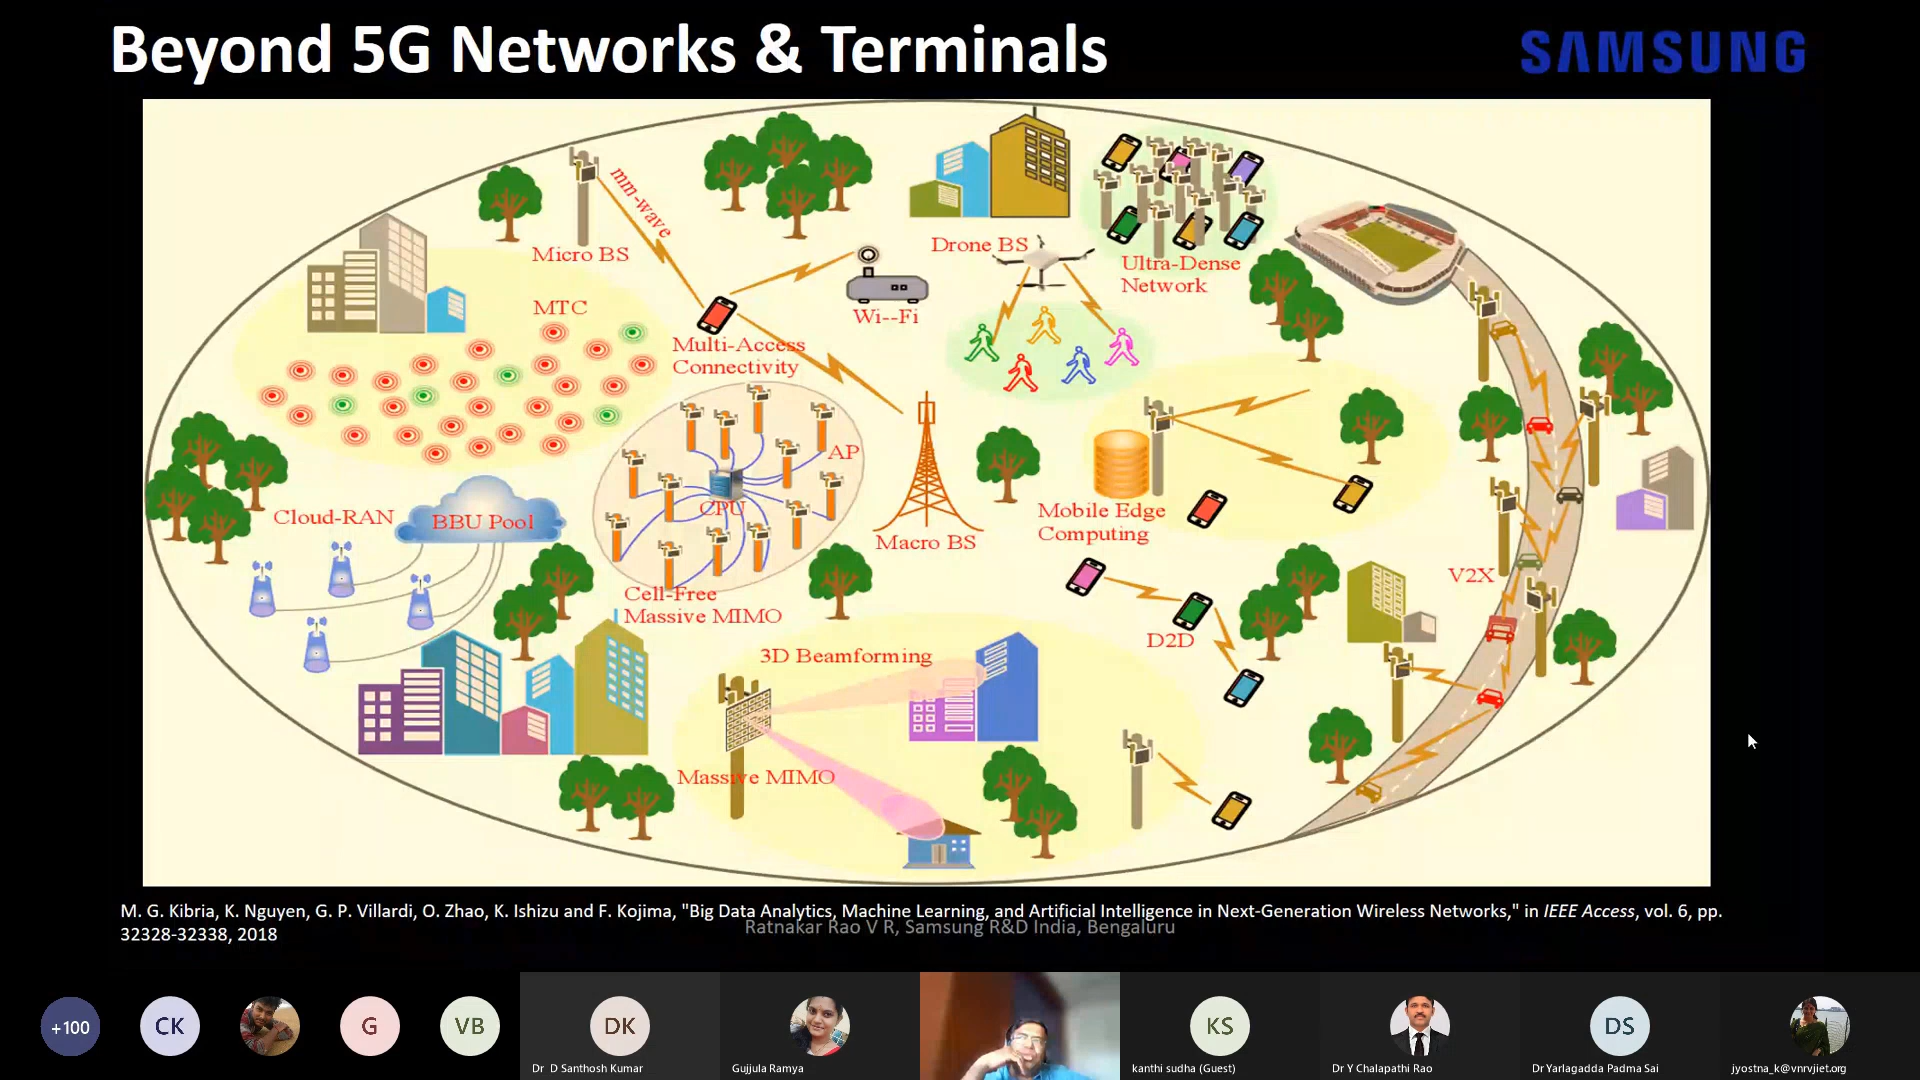 Beyond 5G Networks & Terminals
SAMSUNG
mm-wave
Micro BS
Drone BS
Ultra-Dense
Network
MTC
Wi--Fi
Multi-Access
Connectivity
AP
CPU
Cloud-RAN
BBU Pool
Macro BS
Mobile Edge
Computing
Cell-Free
Massive MIMO
V2X
D2D
3D Beamforming
Massive MIMO
M. G. Kibria, K. Nguyen, G. P. Villardi, O. Zhao, K. Ishizu and F. Kojima, "Big Data Analytics, Machine Learning, and Artificial Intelligence in Next-Generation Wireless Networks," in IEEE Access, vol. 6, pp.
32328-32338, 2018
Ratnakar Rao V R, Samsung R&D India, Bengaluru
+100
CK
G
VB
DK
KS
DS
Dr D Santhosh Kumar
Gujjula Ramya
kanthi sudha (Guest)
Dr Y Chalapathi Rao
Dr Yarlagadda Padma Sai
jyostna_k@vnrvjiet.org